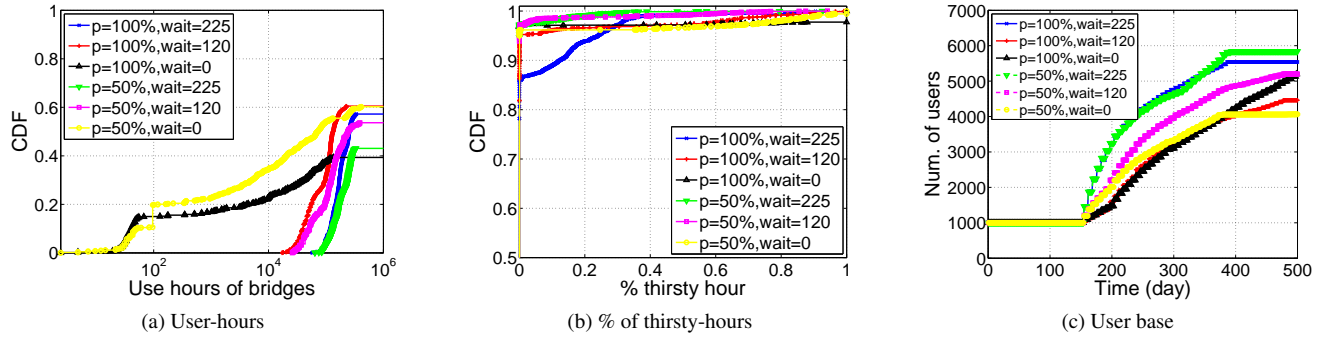 CDF
1
0.8
0.6
0.4
0.2
0
10^2
10^4
10^6
Use hours of bridges
p=100%,wait=225
p=100%,wait=120
p=100%,wait=0
p=50%,wait=225
p=50%,wait=120
p=50%,wait=0
(a) User-hours
CDF
1
0.9
0.8
0.7
0.6
0.5
0
0.2
0.4
0.6
0.8
1
% thirsty hour
p=100%,wait=225
p=100%,wait=120
p=100%,wait=0
p=50%,wait=225
p=50%,wait=120
p=50%,wait=0
(b) % of thirsty-hours
Num. of users
7000
6000
5000
4000
3000
2000
1000
0
0
100
200
300
400
500
Time (day)
p=100%,wait=225
p=100%,wait=120
p=100%,wait=0
p=50%,wait=225
p=50%,wait=120
p=50%,wait=0
(c) User base